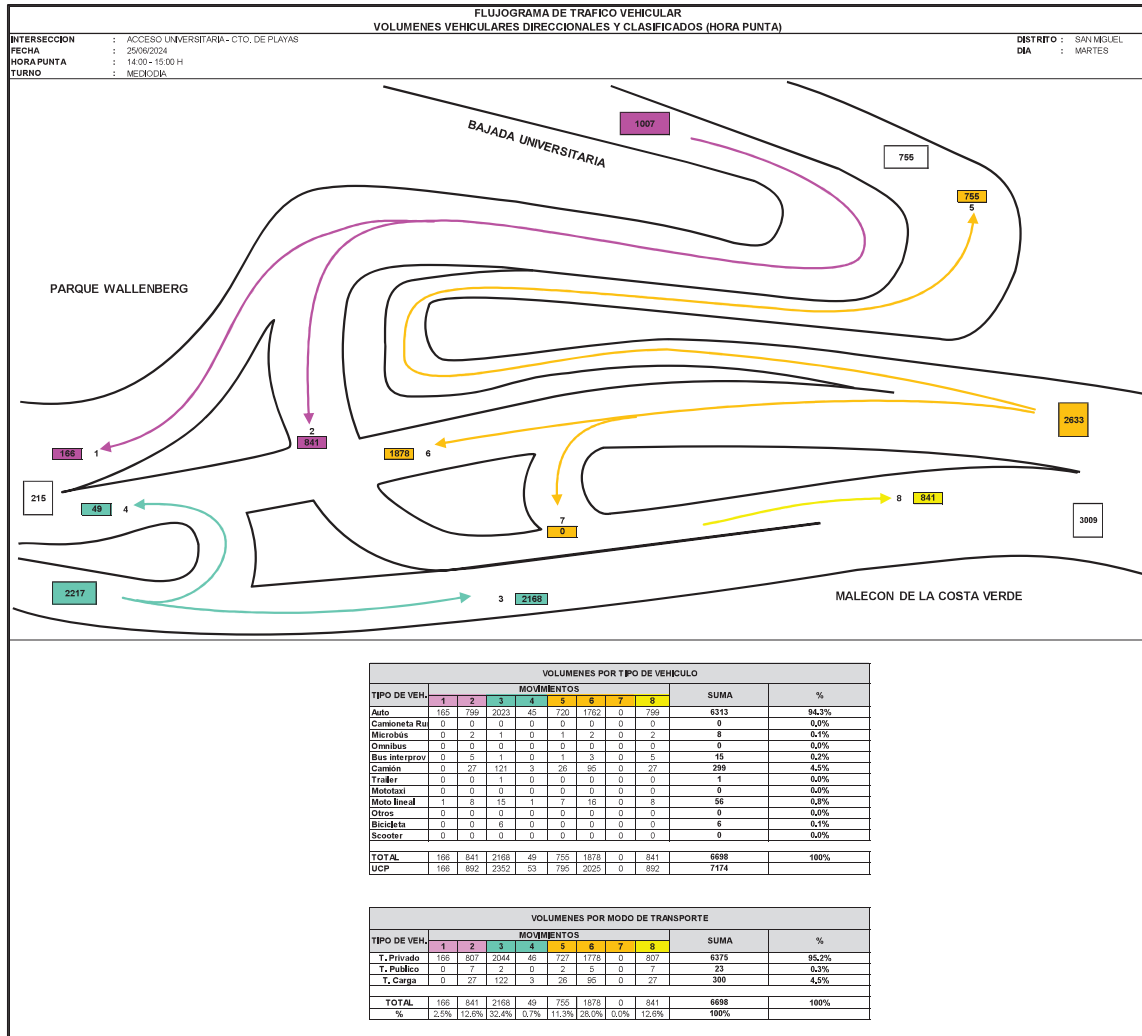 FLUJOGRAMA DE TRAFICO VEHICULAR
VOLUMENES VEHICULARES DIRECCIONALES Y CLASIFICADOS (HORA PUNTA)
INTERSECCION : ACCESO UNIVERSITARIA - CTO. DE PLAYAS DISTRITO : SAN MIGUEL
FECHA : 25/06/2024 DIA : MARTES
HORA PUNTA : 14:00 - 15:00 H
TURNO : MEDIODIA
1007
BAJADA UNIVERSITARIA
755
755
5
PARQUE WALLENBERG
2633
2
166 1 841 1878 6
215
49 4
8 841
7
0
3009
2217
3 2168
MALECON DE LA COSTA VERDE
VOLUMENES POR TIPO DE VEHICULO
TIPO DE VEH. MOVIMIENTOS SUMA %
1 2 3 4 5 6 7 8
Auto 165 799 2023 45 720 1762 0 799 6313 94.3%
Camioneta Ru 0 0 0 0 0 0 0 0 0 0.0%
Microbús 0 2 1 0 1 2 0 2 8 0.1%
Omnibus 0 0 0 0 0 0 0 0 0 0.0%
Bus interprov 0 5 1 0 1 3 0 5 15 0.2%
Camión 0 27 121 3 26 95 0 27 299 4.5%
Trailer 0 0 1 0 0 0 0 0 1 0.0%
Mototaxi 0 0 0 0 0 0 0 0 0 0.0%
Moto lineal 1 8 15 1 7 16 0 8 56 0.8%
Otros 0 0 0 0 0 0 0 0 0 0.0%
Bicicleta 0 0 6 0 0 0 0 0 6 0.1%
Scooter 0 0 0 0 0 0 0 0 0 0.0%
TOTAL 166 841 2168 49 755 1878 0 841 6698 100%
UCP 166 892 2352 53 795 2025 0 892 7174
VOLUMENES POR MODO DE TRANSPORTE
TIPO DE VEH. MOVIMIENTOS SUMA %
1 2 3 4 5 6 7 8
T. Privado 166 807 2044 46 727 1778 0 807 6375 95.2%
T. Publico 0 7 2 0 2 5 0 7 23 0.3%
T. Carga 0 27 122 3 26 95 0 27 300 4.5%
TOTAL 166 841 2168 49 755 1878 0 841 6698 100%
% 2.5% 12.6% 32.4% 0.7% 11.3% 28.0% 0.0% 12.6% 100%